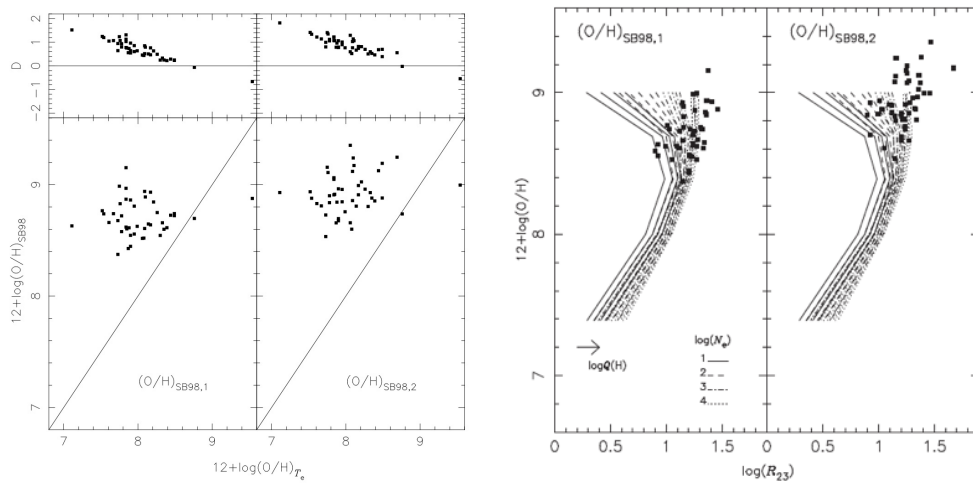 2
1
0
−1
−2
D
9
8
7
12+log(O/H)SB98
(O/H)SB98,1
(O/H)SB98,2
7 8 9 7 8 9
12+log(O/H)Te
(O/H)SB98,1
(O/H)SB98,2
9
8
7
12+log(O/H)
logQ(H)
log(Ne)
1
2
3
4
0 0.5 1 1.5 0 0.5 1 1.5
log(R23)